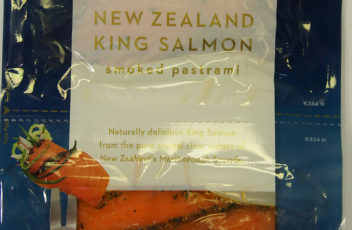 NEW ZEALAND
KING SALMON
smoked pastrami
K334 N
Naturally delicious King Salmon
from the pure crystal clear waters of
New Zealand's Marlborough Sounds.
K334 N